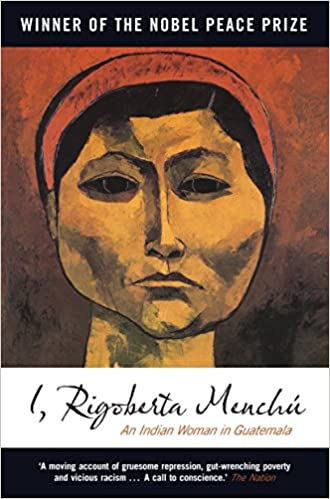 WINNER OF THE NOBEL PEACE PRIZE
I, Rigoberta Menchú
An Indian Woman in Guatemala
‘A moving account of gruesome repression, gut-wrenching poverty
and vicious racism ... A call to conscience.’ The Nation